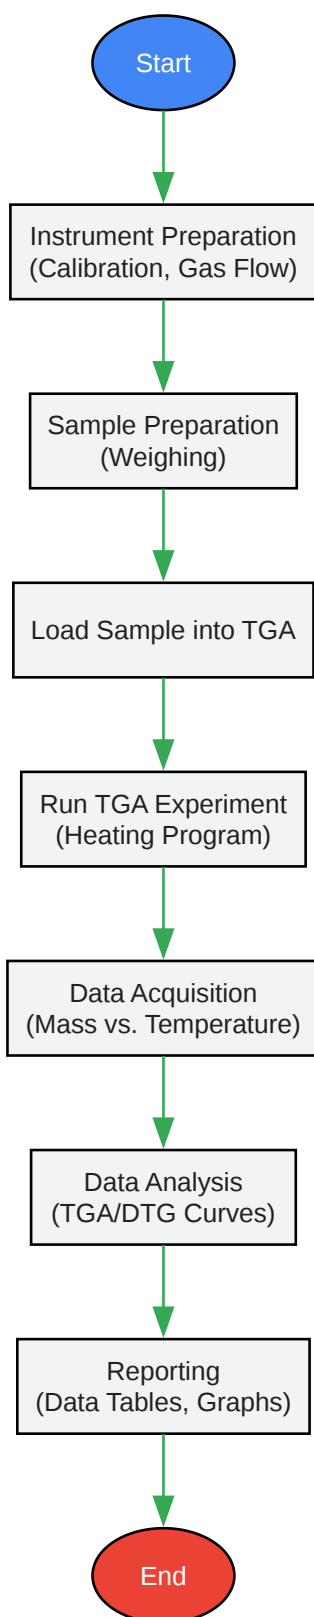 Start
Instrument Preparation
(Calibration, Gas Flow)
Sample Preparation
(Weighing)
Load Sample into TGA
Run TGA Experiment
(Heating Program)
Data Acquisition
(Mass vs. Temperature)
Data Analysis
(TGA/DTG Curves)
Reporting
(Data Tables, Graphs)
End